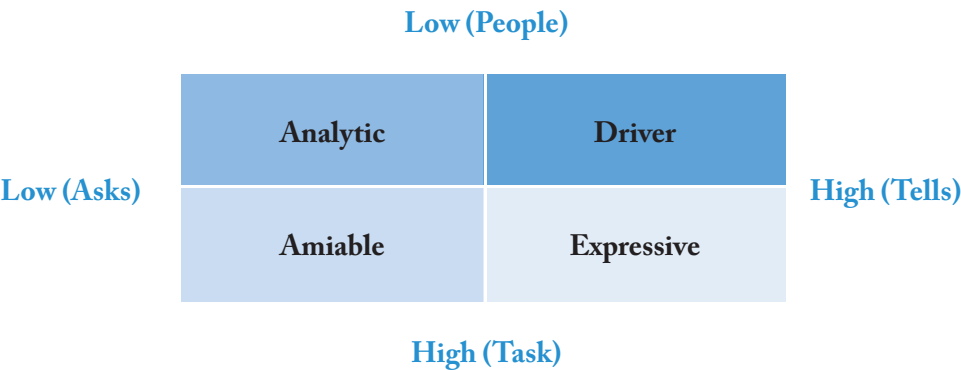 Low (People)
Analytic
Driver
Low (Asks)
High (Tells)
Amiable
Expressive
High (Task)